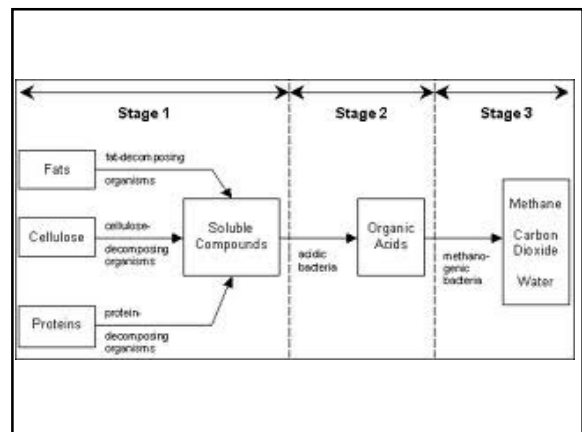 Stage 1
Stage 2
Stage 3
Fats
fat-decomposing
organisms
Cellulose
cellulose-
decomposing
organisms
Proteins
protein-
decomposing
organisms
Soluble
Compounds
acidic
bacteria
Organic
Acids
methano-
genic
bacteria
Methane
Carbon
Dioxide
Water